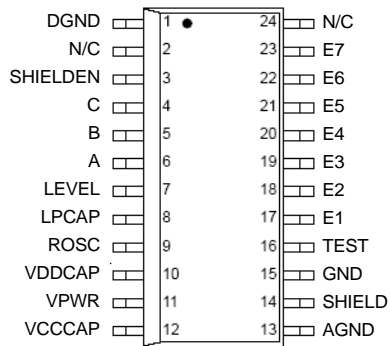 DGND 1 24 N/C
N/C 2 23 E7
SHIELDEN 3 22 E6
C 4 21 E5
B 5 20 E4
A 6 19 E3
LEVEL 7 18 E2
LPCAP 8 17 E1
ROSC 9 16 TEST
VDDCAP 10 15 GND
VPWR 11 14 SHIELD
VCCCAP 12 13 AGND